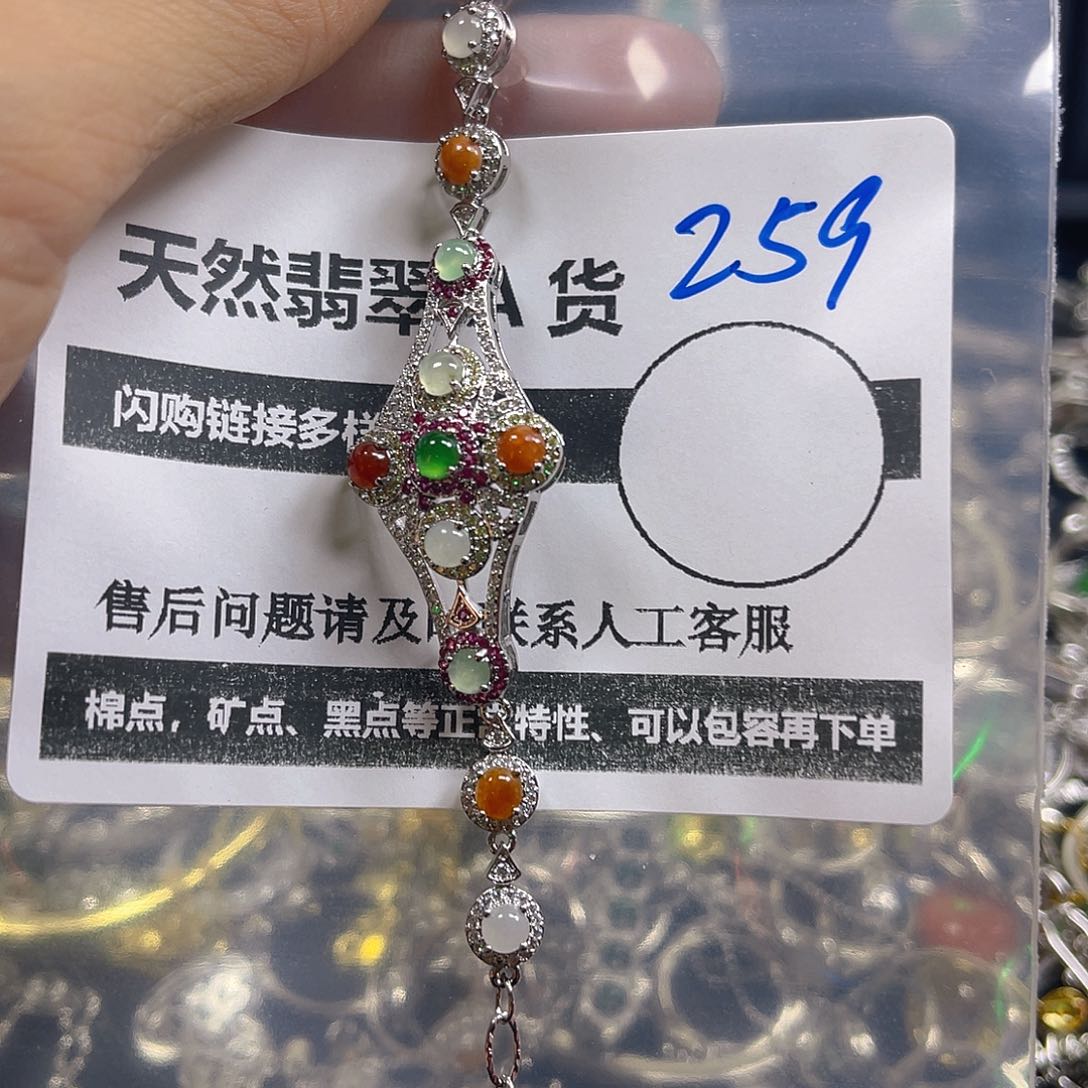 天然翡翠A货
259
闪购链接多样
售后问题请及 联系人工客服
棉点，矿点、黑点等正 特性、可以包容再下单